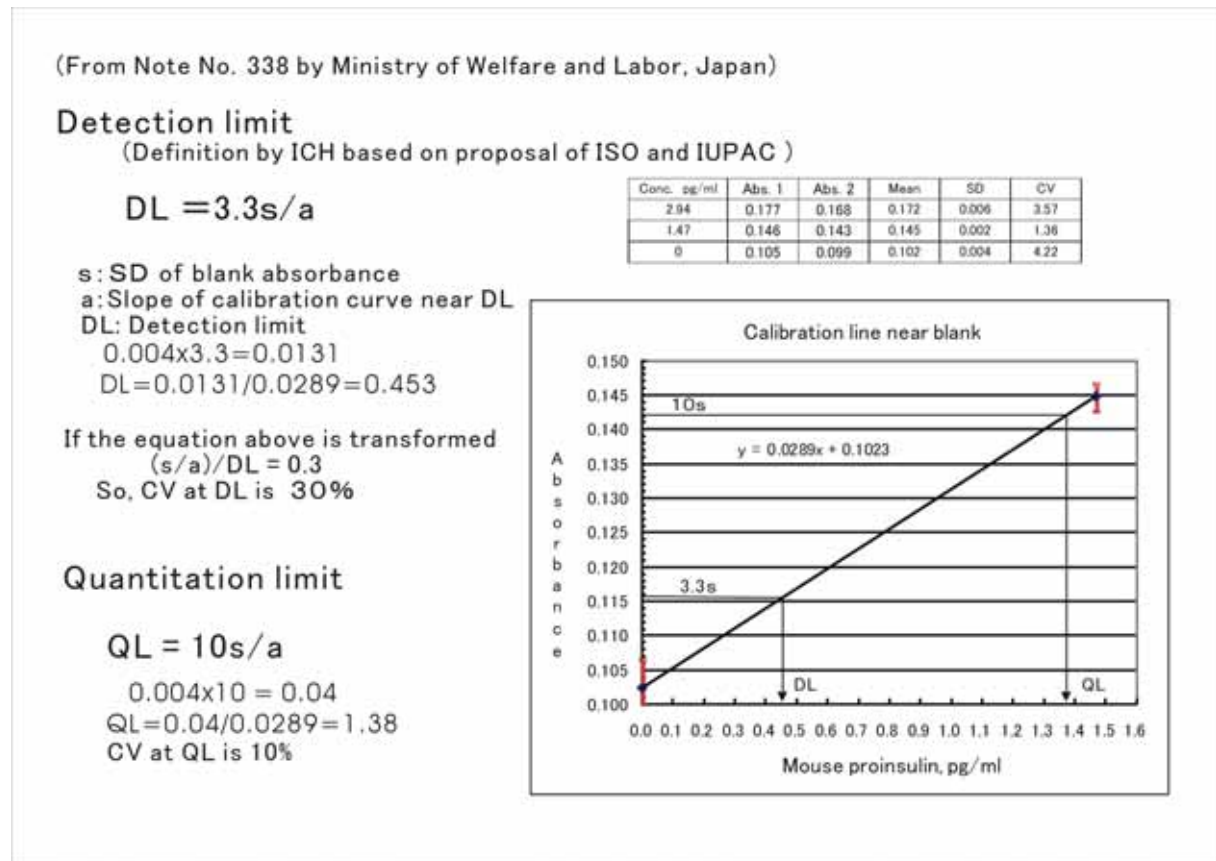 (From Note No. 338 by Ministry of Welfare and Labor, Japan)
Detection limit
(Definition by ICH based on proposal of ISO and IUPAC )
DL =3.3s/a
s: SD of blank absorbance
a: Slope of calibration curve near DL
DL: Detection limit
0.004x3.3=0.0131
DL=0.0131/0.0289=0.453
If the equation above is transformed
(s/a)/DL = 0.3
So, CV at DL is 30%
Quantitation limit
QL = 10s/a
0.004x10 = 0.04
QL=0.04/0.0289=1.38
CV at QL is 10%
Conc. pg/ml Abs. 1 Abs. 2 Mean SD CV
2.94 0.177 0.168 0.172 0.006 3.57
1.47 0.146 0.143 0.145 0.002 1.36
0 0.105 0.099 0.102 0.004 4.22
Calibration line near blank
Absorbance
0.150
0.145
0.140
0.135
0.130
0.125
0.120
0.115
0.110
0.105
0.100
10s
y = 0.0289x + 0.1023
3.3s
DL
QL
0.0 0.1 0.2 0.3 0.4 0.5 0.6 0.7 0.8 0.9 1.0 1.1 1.2 1.3 1.4 1.5 1.6
Mouse proinsulin, pg/ml